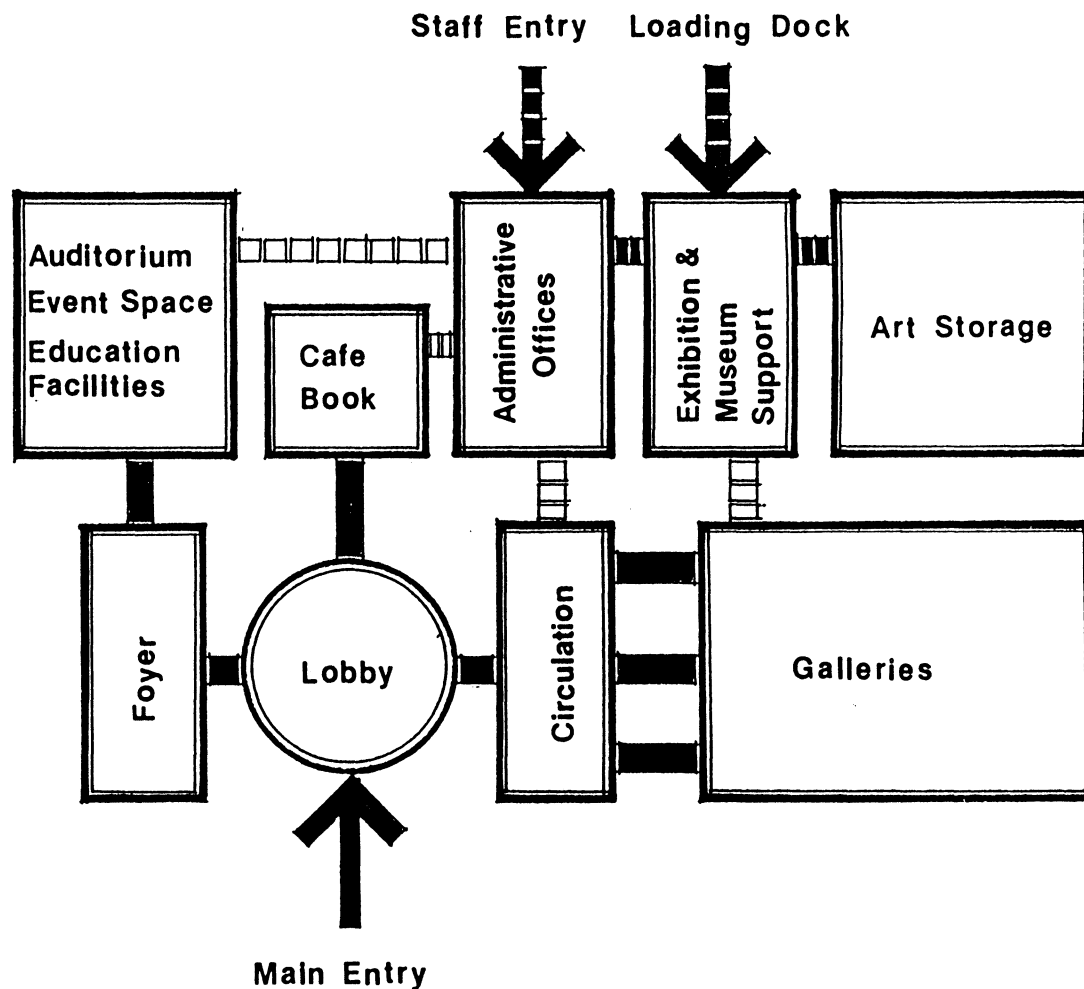 Staff Entry
Loading Dock
Auditorium
Event Space
Education
Facilities
Cafe
Book
Administrative
Offices
Exhibition &
Museum
Support
Art Storage
Foyer
Lobby
Circulation
Galleries
Main Entry